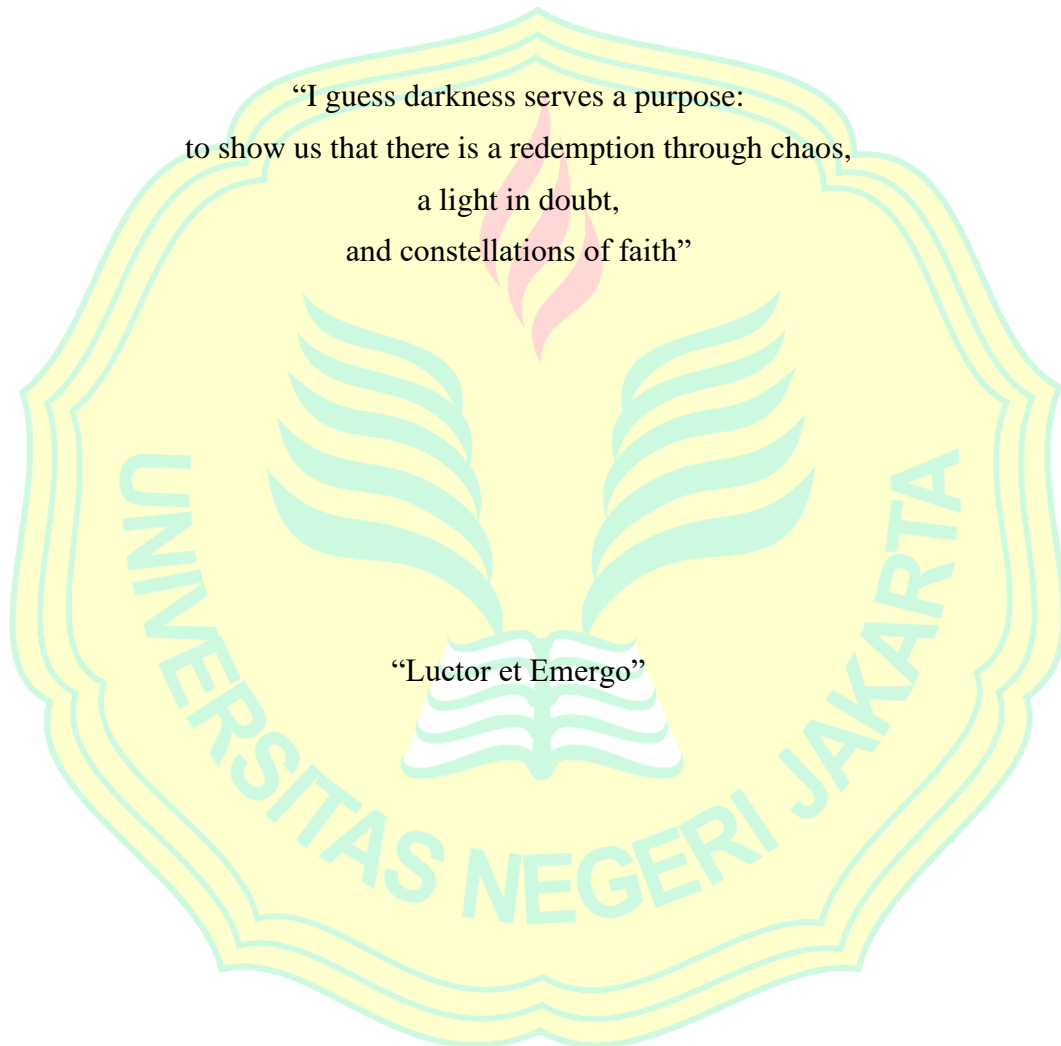 “I guess darkness serves a purpose:
to show us that there is a redemption through chaos,
a light in doubt,
and constellations of faith”
“Luctor et Emergo”
UNIVERSITAS NEGERI JAKARTA